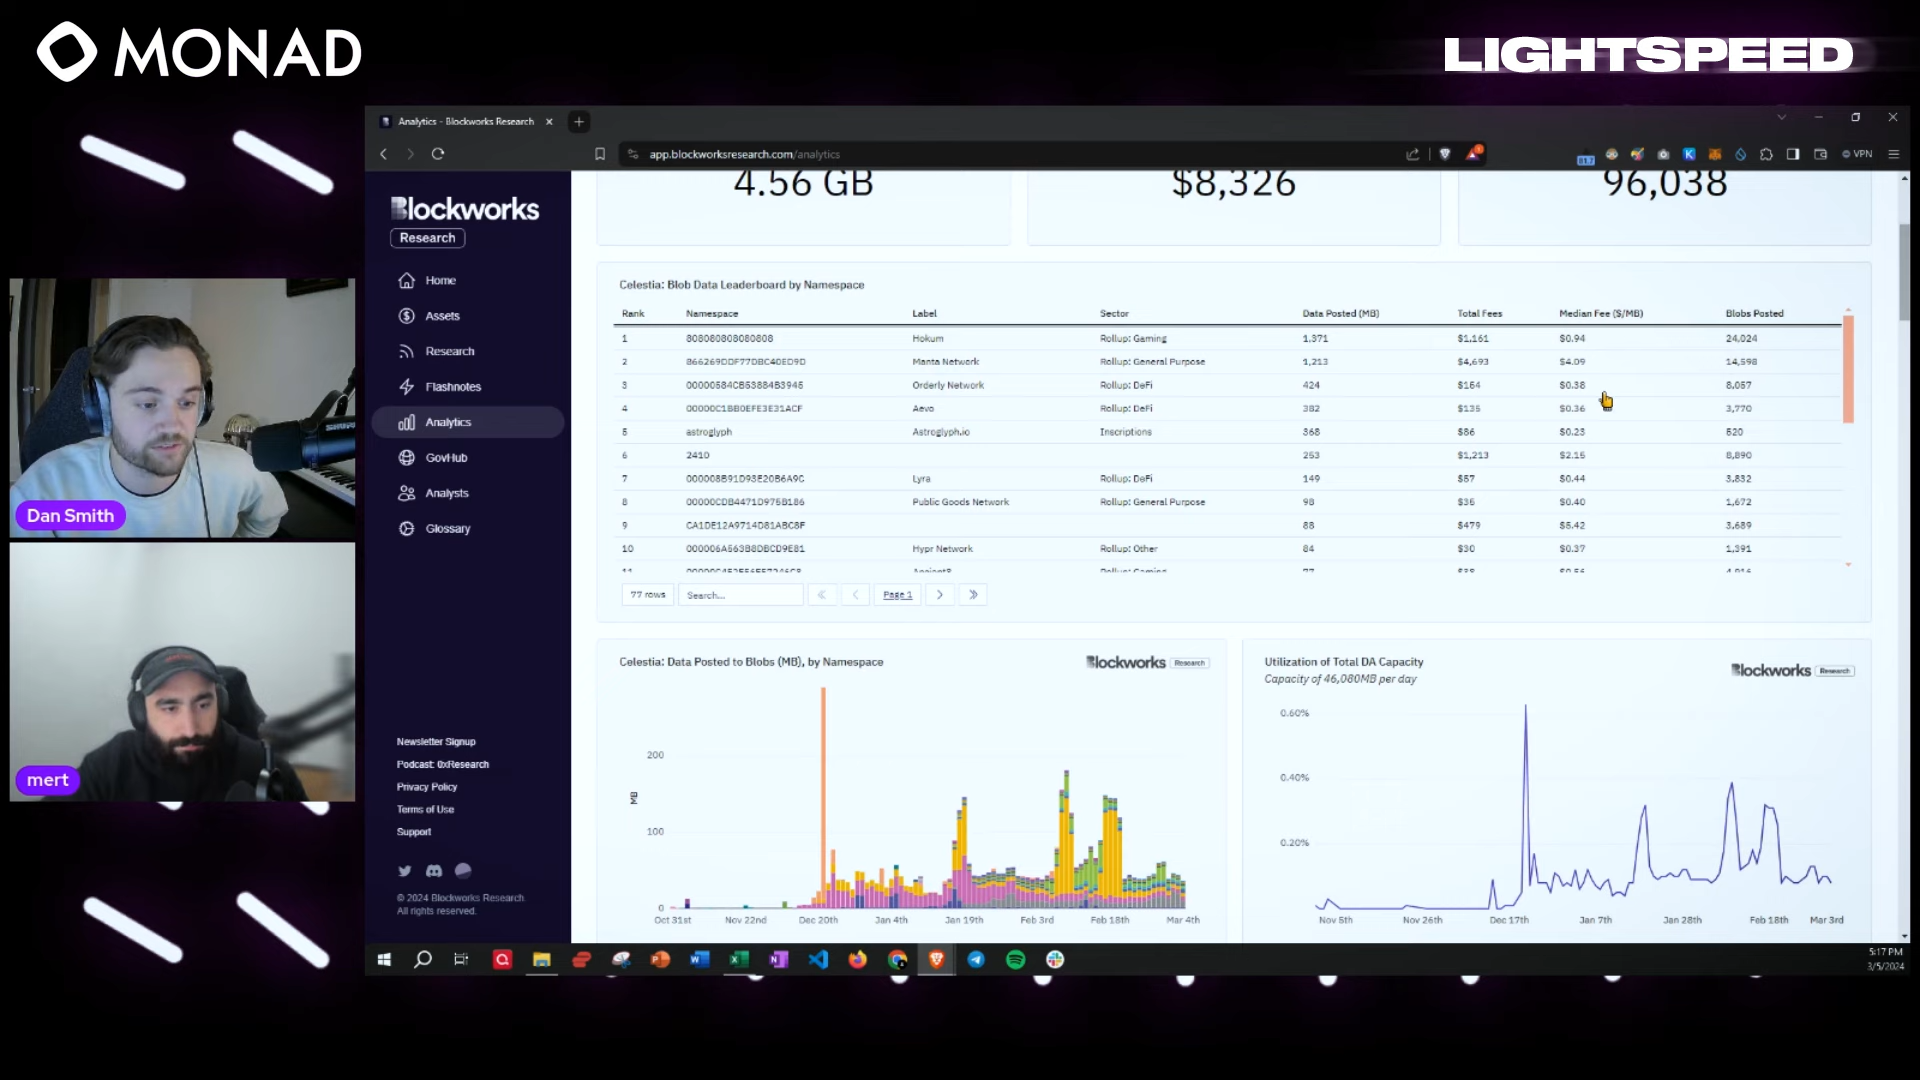 MONAD
LIGHTSPEED
Analytics - Blockworks Research
app.blockworksresearch.com/analytics
VPN
Blockworks
Research
Home
Assets
Research
Flashnotes
Analytics
GovHub
Analysts
Glossary
Newsletter Signup
Podcast: 0xResearch
Privacy Policy
Terms of Use
Support
© 2024 Blockworks Research.
All rights reserved.
4.56 GB
$8,326
96,038
Celestia: Blob Data Leaderboard by Namespace
Rank Namespace Label Sector Data Posted (MB) Total Fees Median Fee ($/MB) Blobs Posted
1 808080808080808 Hokum Rollup: Gaming 1,371 $1,161 $0.94 24,024
2 866269DDF77DBC40ED9D Manta Network Rollup: General Purpose 1,213 $4,693 $4.09 14,598
3 00000584CB53884B3945 Orderly Network Rollup: DeFi 424 $164 $0.38 8,057
4 00000C1BB0EFE3E31ACF Aevo Rollup: DeFi 382 $135 $0.36 3,770
5 astroglyph Astroglyph.io Inscriptions 368 $86 $0.23 520
6 2410 253 $1,213 $2.15 8,890
7 000008B91D93E20B6A9C Lyra Rollup: DeFi 149 $57 $0.44 3,832
8 00000CDB4471D975B186 Public Goods Network Rollup: General Purpose 98 $35 $0.40 1,672
9 CA1DE12A9714D81ABC8F 88 $479 $5.42 3,689
10 000006A563B8DBCD9E81 Hypr Network Rollup: Other 84 $30 $0.37 1,391
77 rows Search... Page 1
Celestia: Data Posted to Blobs (MB), by Namespace
Blockworks Research
MB
200
100
0
Oct 31st Nov 22nd Dec 20th Jan 4th Jan 19th Feb 3rd Feb 18th Mar 4th
Utilization of Total DA Capacity
Capacity of 46,080MB per day
Blockworks Research
0.60%
0.40%
0.20%
Nov 5th Nov 26th Dec 17th Jan 7th Jan 28th Feb 18th Mar 3rd
Dan Smith
mert
5:17 PM
3/5/2024